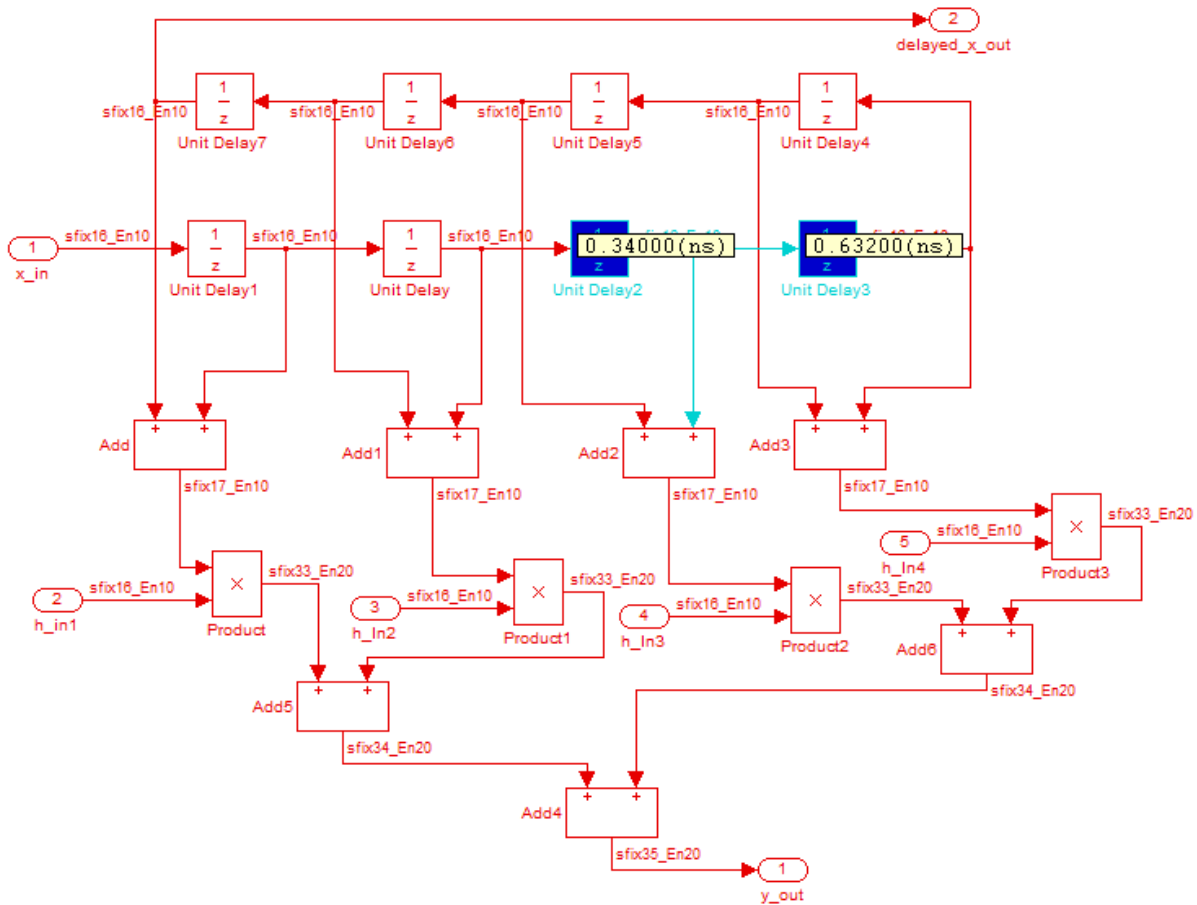 2
delayed_x_out
1
z
1
z
1
z
1
z
sfix16_En10
sfix16_En10
sfix16_En10
sfix16_En10
Unit Delay7
Unit Delay6
Unit Delay5
Unit Delay4
1
x_in
sfix16_En10
1
z
sfix16_En10
1
z
sfix16_En10
0.34000(ns)
z
0.63200(ns)
z
Unit Delay1
Unit Delay
Unit Delay2
Unit Delay3
Add
+ +
Add1
+ +
Add2
+ +
Add3
+ +
sfix17_En10
sfix17_En10
sfix17_En10
sfix17_En10
2
h_in1
sfix16_En10
×
Product
sfix33_En20
3
h_In2
sfix16_En10
×
Product1
sfix33_En20
4
h_In3
sfix16_En10
×
Product2
sfix33_En20
5
h_In4
sfix16_En10
×
Product3
sfix33_En20
Add5
+ +
sfix34_En20
Add6
+ +
sfix34_En20
Add4
+ +
sfix35_En20
1
y_out